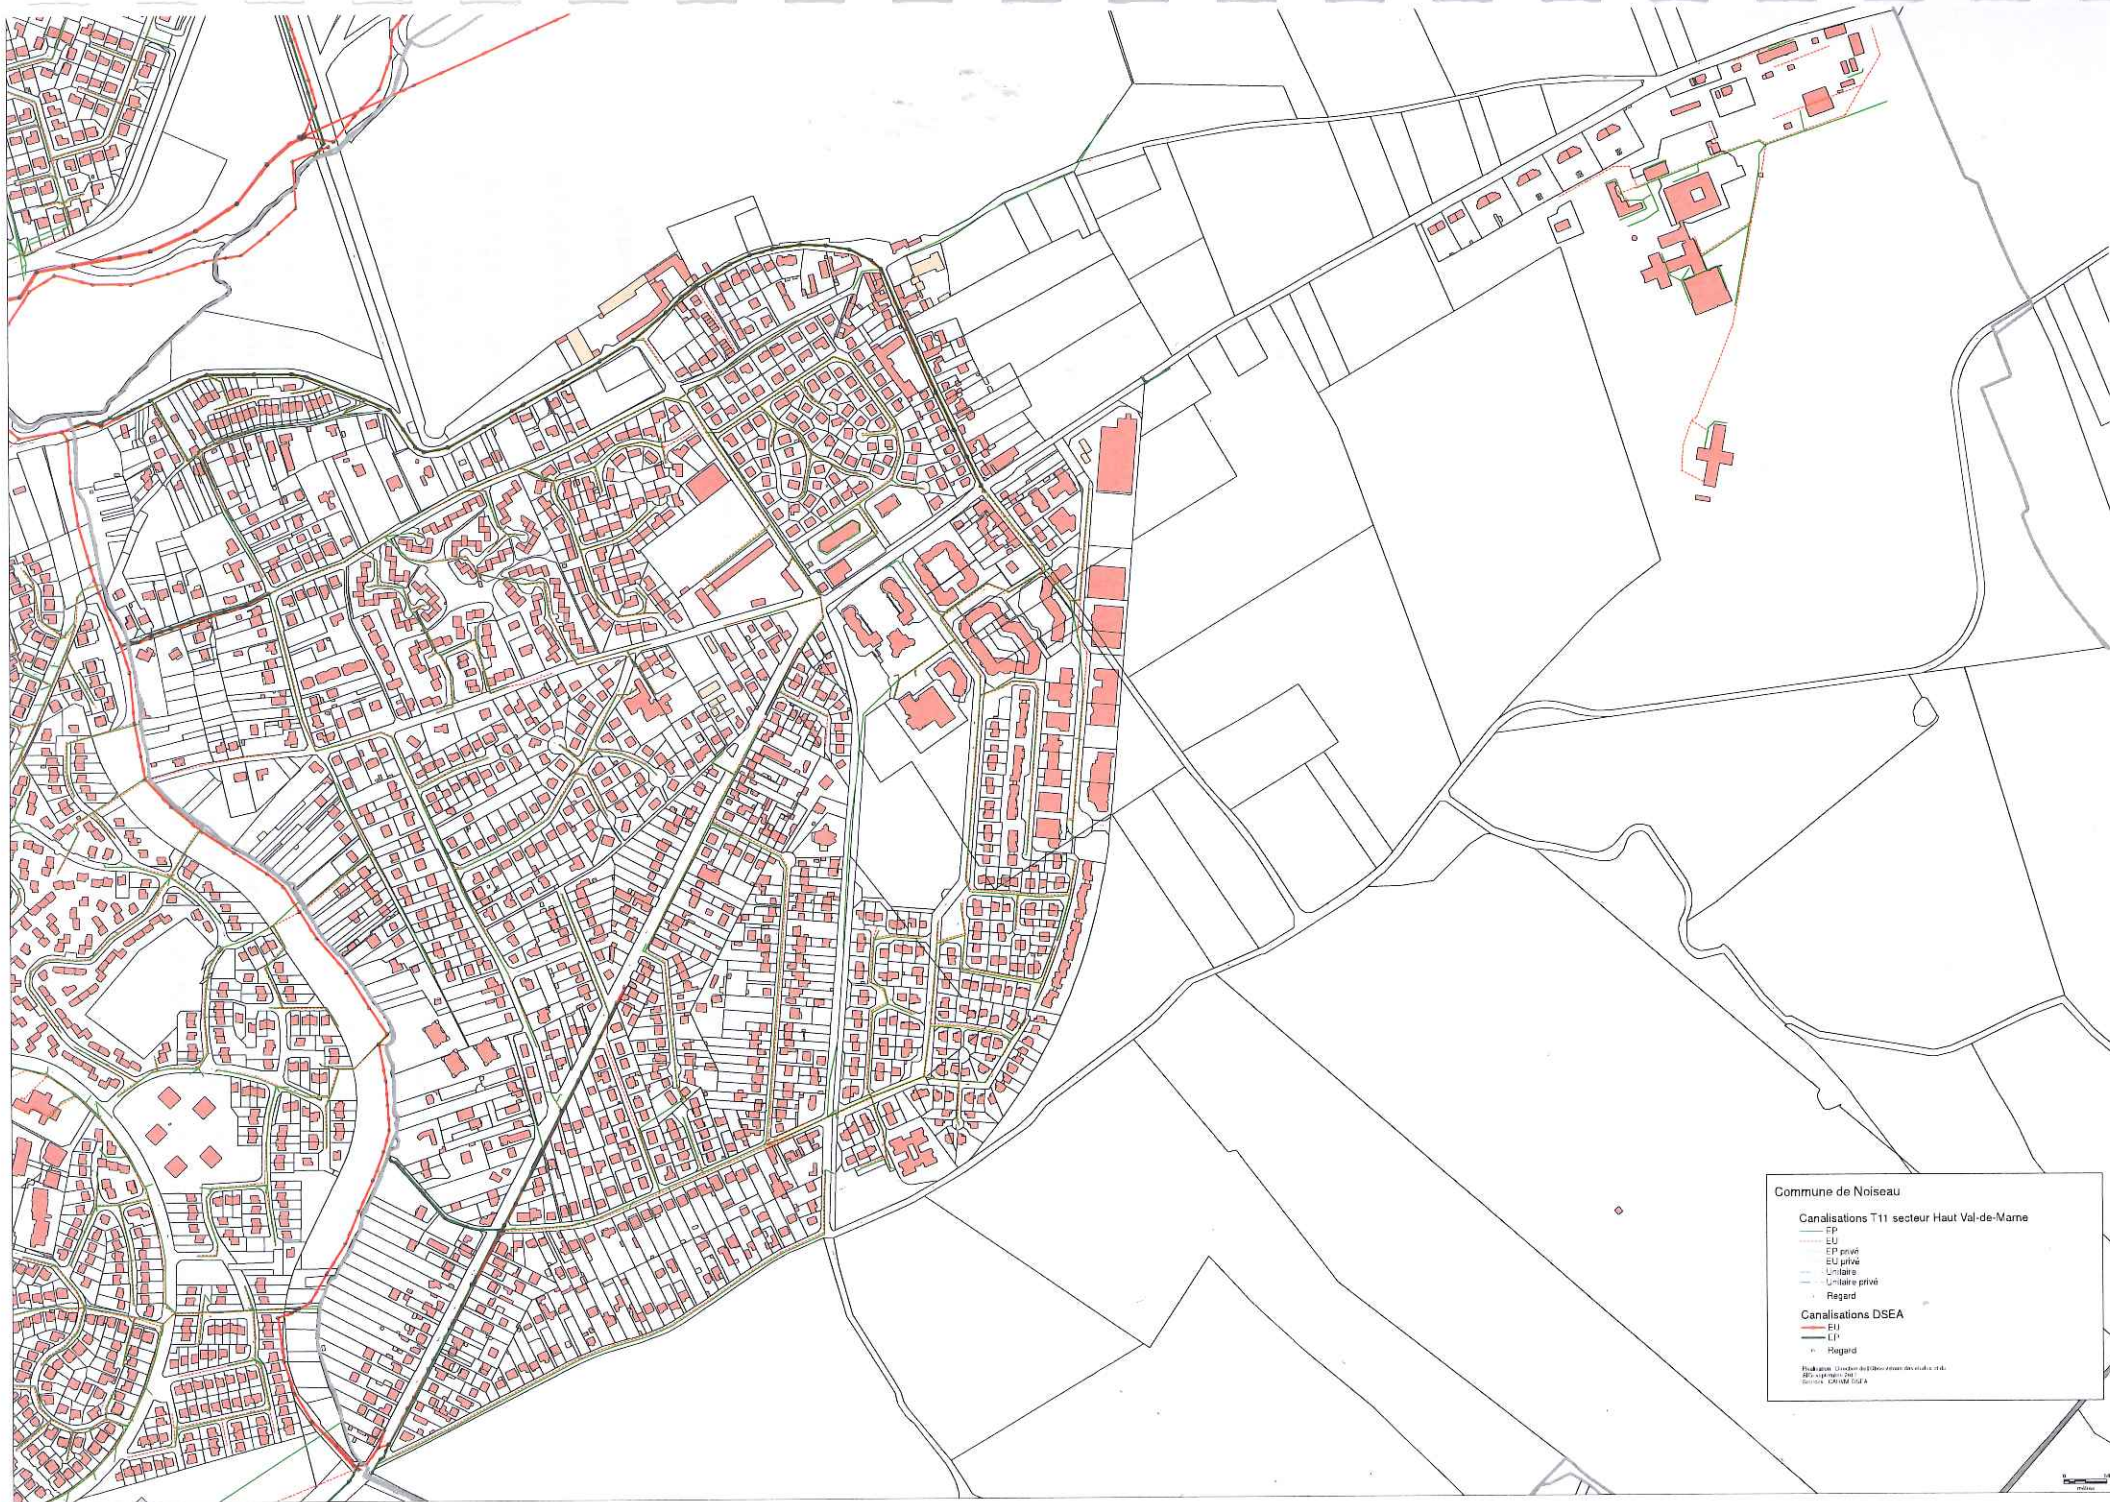 Commune de Noiseau
Canalisations T11 secteur Haut Val-de-Marne
EP
EU
EP privé
EU privé
Unitaire
Unitaire privé
Regard
Canalisations DSEA
EU
EP
Regard